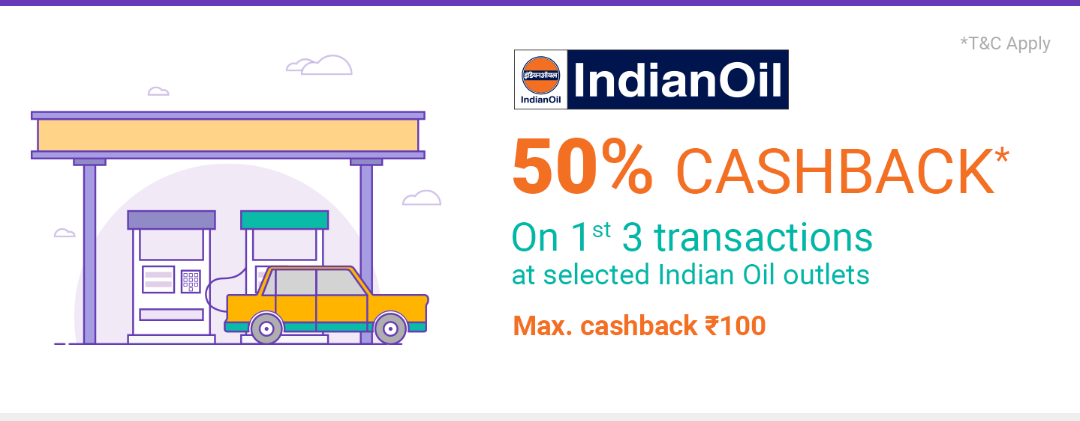 *T&C Apply
इंडियनऑयल
IndianOil
IndianOil
50% CASHBACK*
On 1st 3 transactions
at selected Indian Oil outlets
Max. cashback ₹100